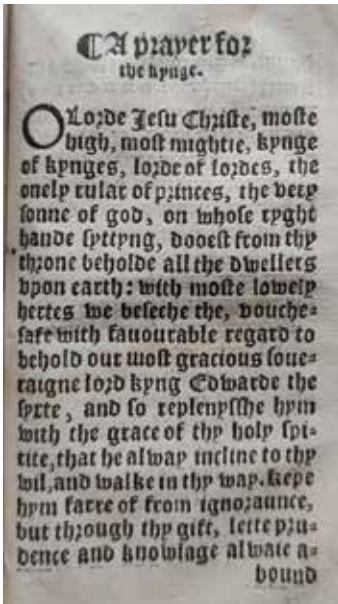 ¶A prayer for
the kynge.
O Lorde Jesu Christe, moste
high, most mightie, kynge
of kynges, lorde of lordes, the
onely rular of princes, the very
sonne of god, on whose ryght
hande syttyng, dooest from thy
throne beholde all the dwellers
vpon earth: with moste lowely
hertes we beseche the, vouche=
safe with fauourable regard to
behold our most gracious soue=
raigne lord kyng Edwarde the
syxte, and so replenysshe hym
with the grace of thy holy spi=
rite, that he alway incline to thy
wil, and walke in thy way. Kepe
hym farre of from ignoraunce,
but through thy gift, lette pru=
dence and knowlage alwaie a=
bound